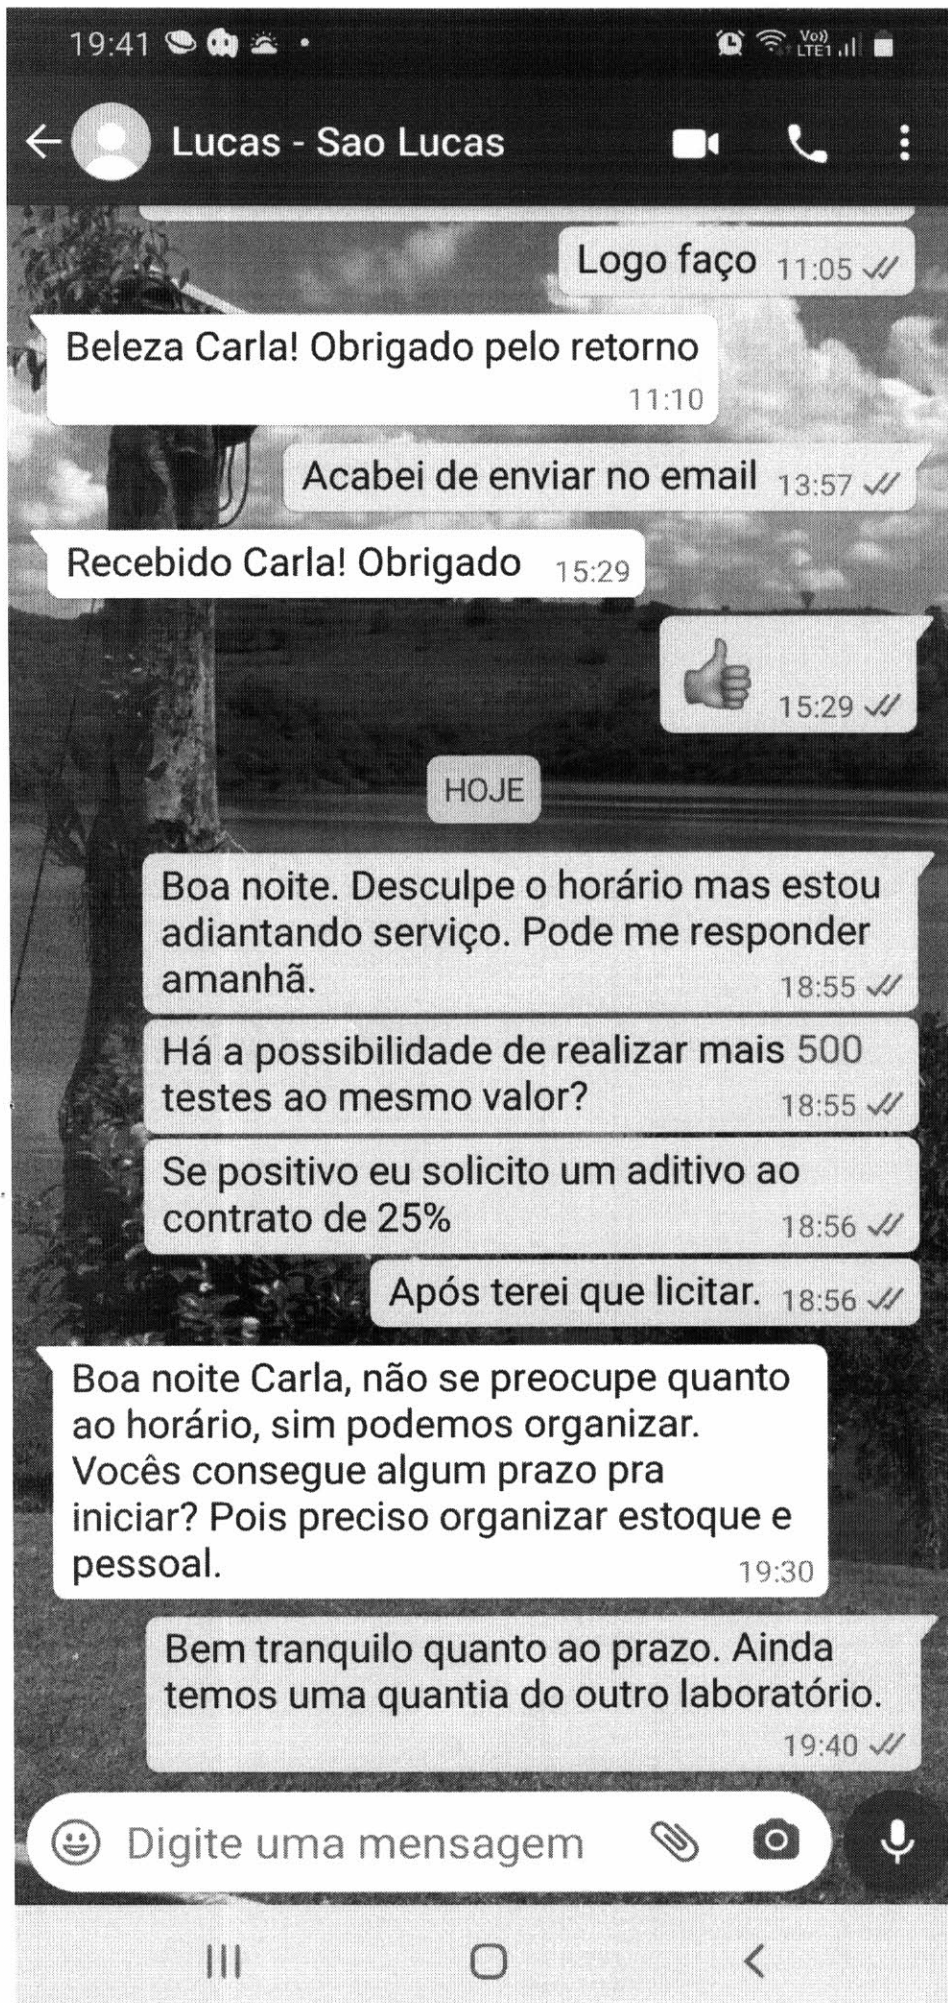 19:41
Vo))
LTE1
Lucas - Sao Lucas
Logo faço 11:05
Beleza Carla! Obrigado pelo retorno
11:10
Acabei de enviar no email 13:57
Recebido Carla! Obrigado 15:29
👍 15:29
HOJE
Boa noite. Desculpe o horário mas estou
adiantando serviço. Pode me responder
amanhã. 18:55
Há a possibilidade de realizar mais 500
testes ao mesmo valor? 18:55
Se positivo eu solicito um aditivo ao
contrato de 25% 18:56
Após terei que licitar. 18:56
Boa noite Carla, não se preocupe quanto
ao horário, sim podemos organizar.
Vocês consegue algum prazo pra
iniciar? Pois preciso organizar estoque e
pessoal. 19:30
Bem tranquilo quanto ao prazo. Ainda
temos uma quantia do outro laboratório.
19:40
Digite uma mensagem